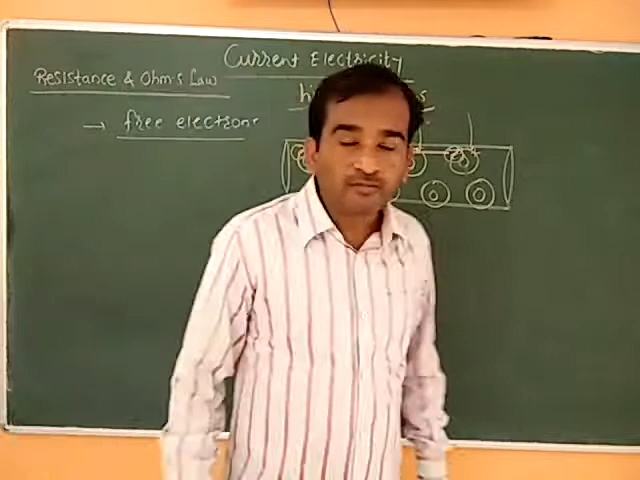 Current Electricity
Resistance & Ohm's Law
→ free electrons